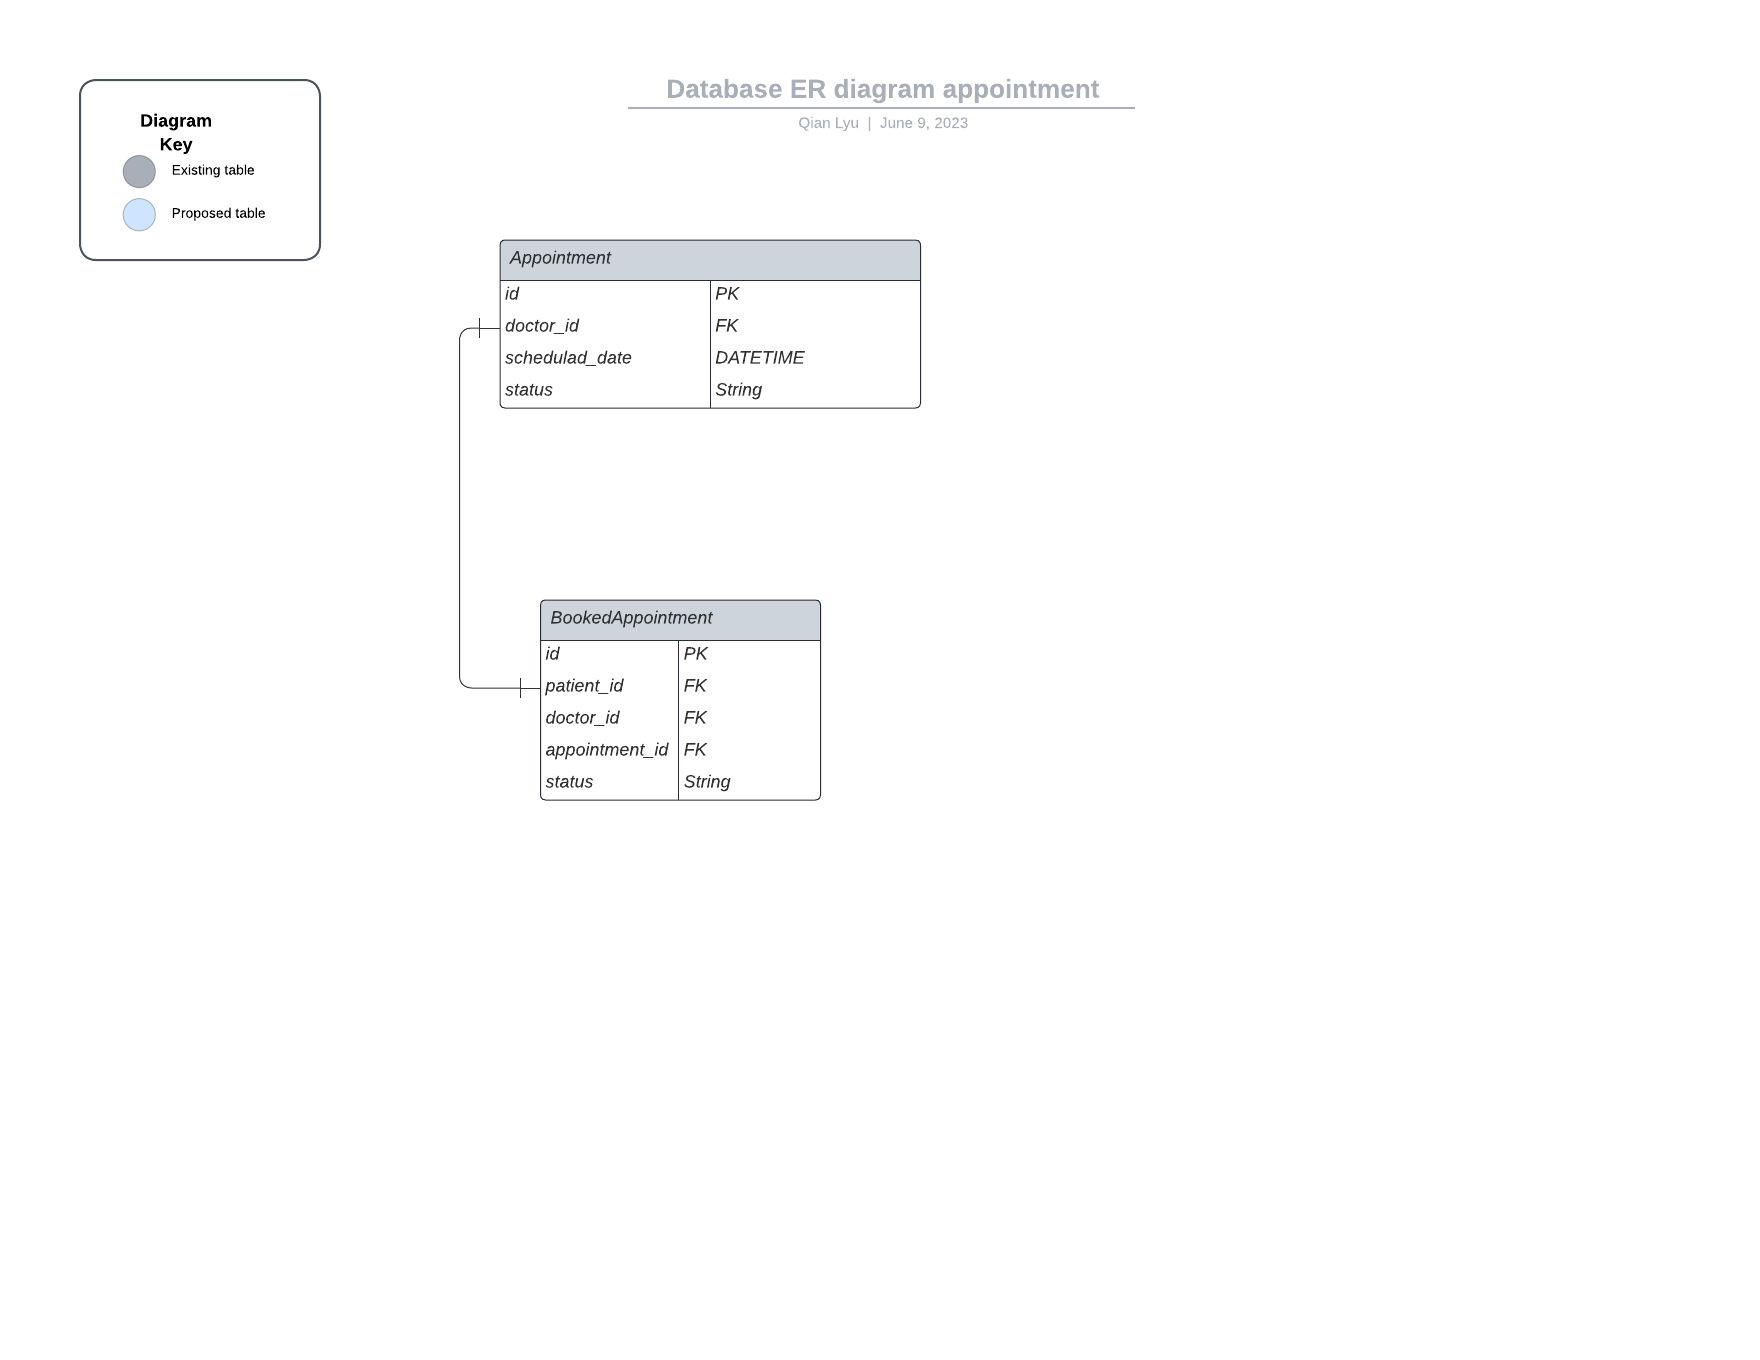 Database ER diagram appointment
Qian Lyu | June 9, 2023
Diagram
Key
Existing table
Proposed table
Appointment
id PK
doctor_id FK
schedulad_date DATETIME
status String
BookedAppointment
id PK
patient_id FK
doctor_id FK
appointment_id FK
status String